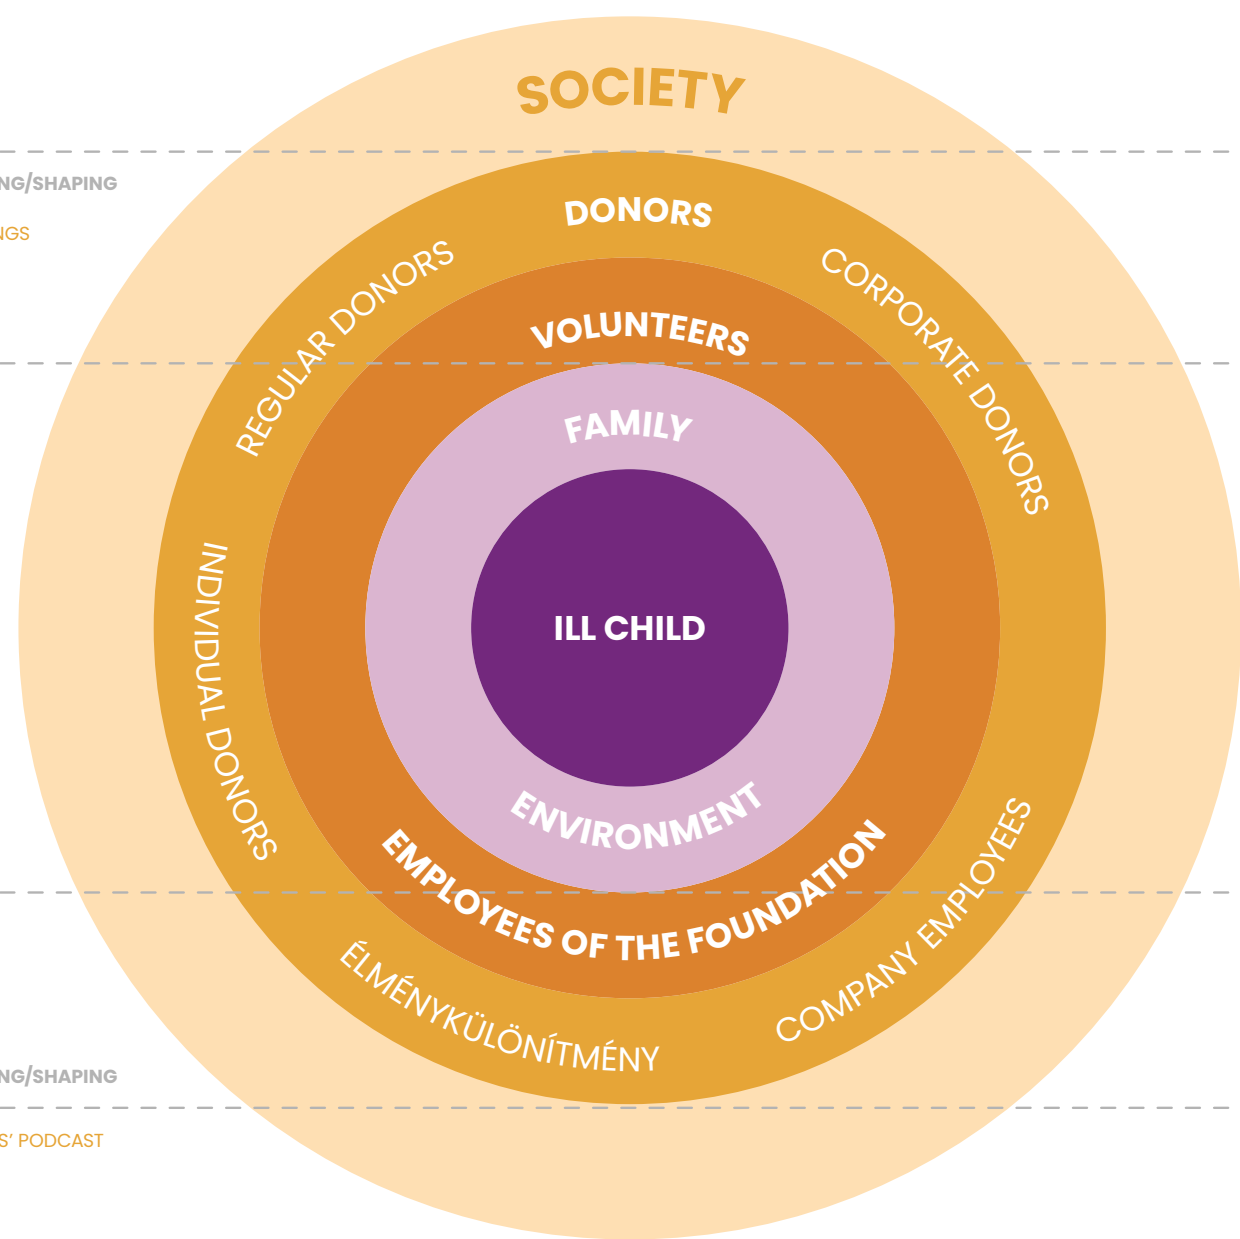 SOCIETY
NG/SHAPING
NGS
DONORS
REGULAR DONORS
CORPORATE DONORS
VOLUNTEERS
FAMILY
ILL CHILD
INDIVIDUAL DONORS
ENVIRONMENT
EMPLOYEES OF THE FOUNDATION
COMPANY EMPLOYEES
ÉLMÉNYKÜLÖNÍTMÉNY
NG/SHAPING
S’ PODCAST